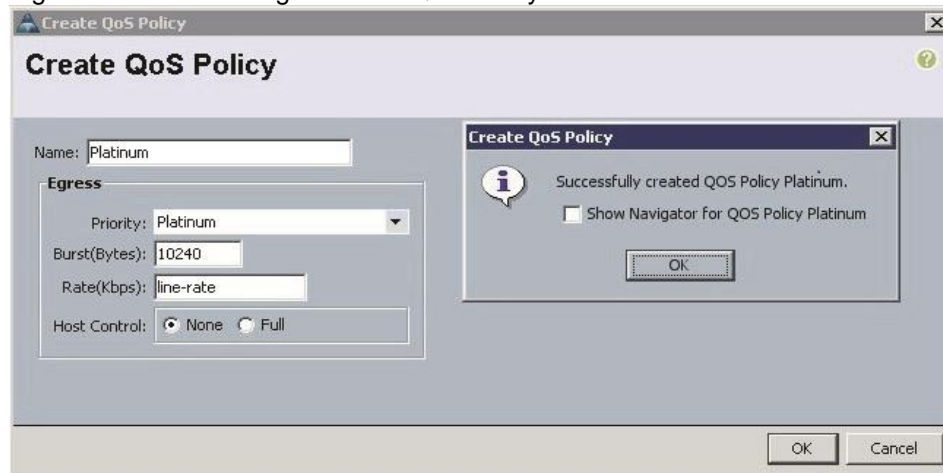 Create QoS Policy
Create QoS Policy
Name: Platinum
Egress
Priority: Platinum
Burst(Bytes): 10240
Rate(Kbps): line-rate
Host Control: None Full
Create QoS Policy
Successfully created QOS Policy Platinum.
Show Navigator for QOS Policy Platinum
OK
OK Cancel